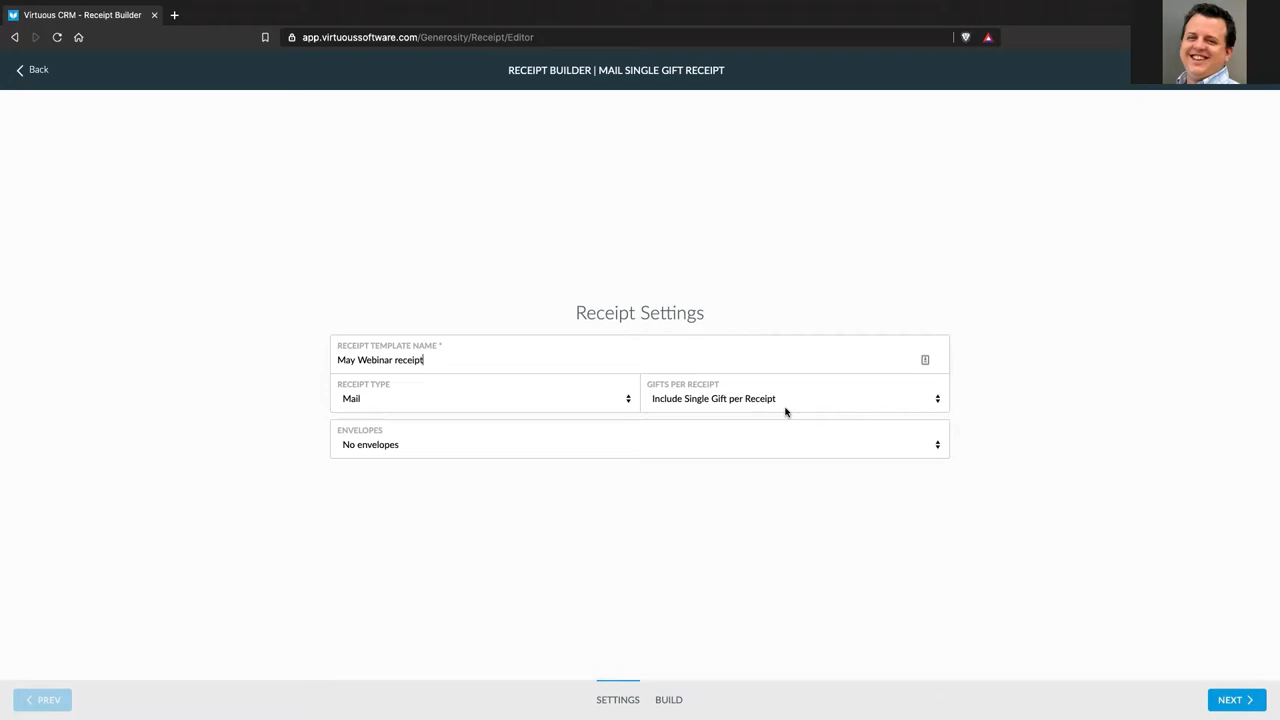 Virtuous CRM - Receipt Builder
app.virtuoussoftware.com/Generosity/Receipt/Editor
Back
RECEIPT BUILDER | MAIL SINGLE GIFT RECEIPT
Receipt Settings
RECEIPT TEMPLATE NAME *
May Webinar receipt
RECEIPT TYPE
Mail
GIFTS PER RECEIPT
Include Single Gift per Receipt
ENVELOPES
No envelopes
PREV
SETTINGS
BUILD
NEXT